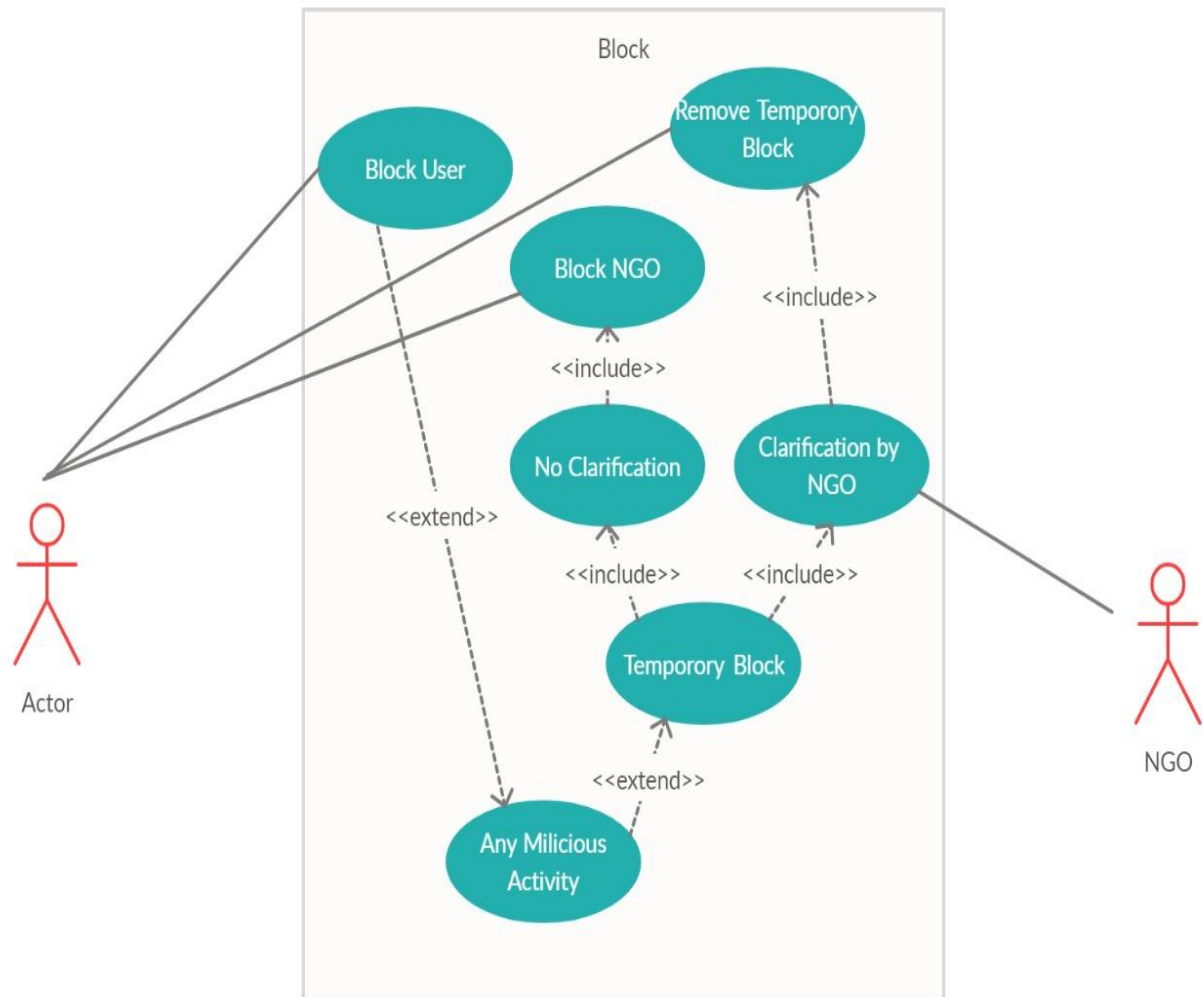 Block
Remove Temporory
Block
Block User
Block NGO
<<include>>
<<include>>
Clarification by
NGO
No Clarification
<<extend>>
<<include>>
<<include>>
Temporory Block
Actor
NGO
<<extend>>
Any Milicious
Activity